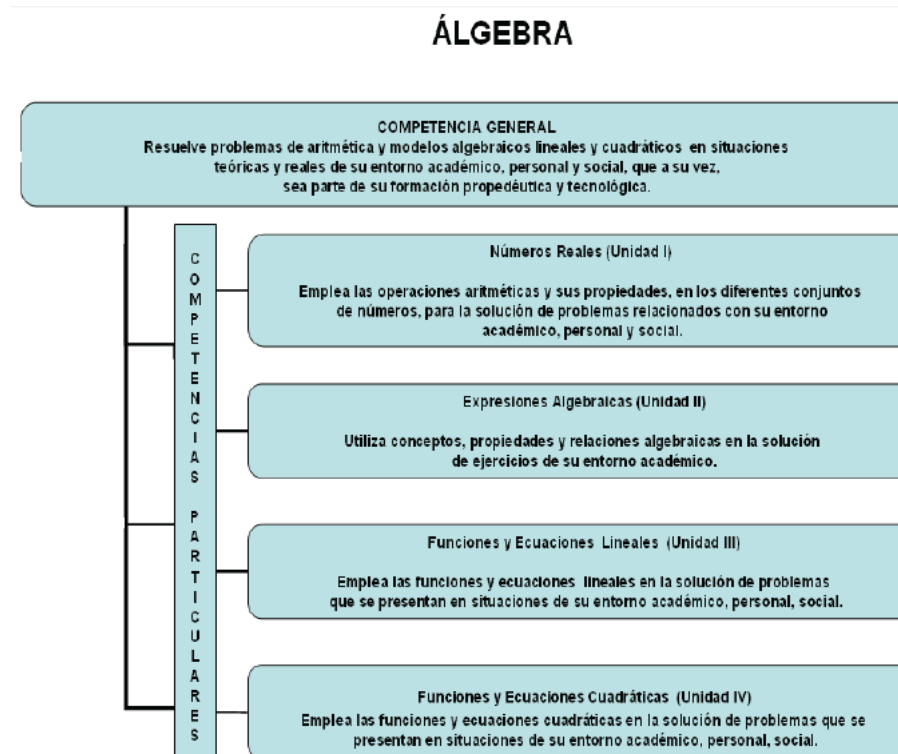 ÁLGEBRA
COMPETENCIA GENERAL
Resuelve problemas de aritmética y modelos algebraicos lineales y cuadráticos en situaciones
teóricas y reales de su entorno académico, personal y social, que a su vez,
sea parte de su formación propedéutica y tecnológica.
COMPETENCIAS PARTICULARES
Números Reales (Unidad I)
Emplea las operaciones aritméticas y sus propiedades, en los diferentes conjuntos
de números, para la solución de problemas relacionados con su entorno
académico, personal y social.
Expresiones Algebraicas (Unidad II)
Utiliza conceptos, propiedades y relaciones algebraicas en la solución
de ejercicios de su entorno académico.
Funciones y Ecuaciones Lineales (Unidad III)
Emplea las funciones y ecuaciones lineales en la solución de problemas
que se presentan en situaciones de su entorno académico, personal, social.
Funciones y Ecuaciones Cuadráticas (Unidad IV)
Emplea las funciones y ecuaciones cuadráticas en la solución de problemas que se
presentan en situaciones de su entorno académico, personal, social.